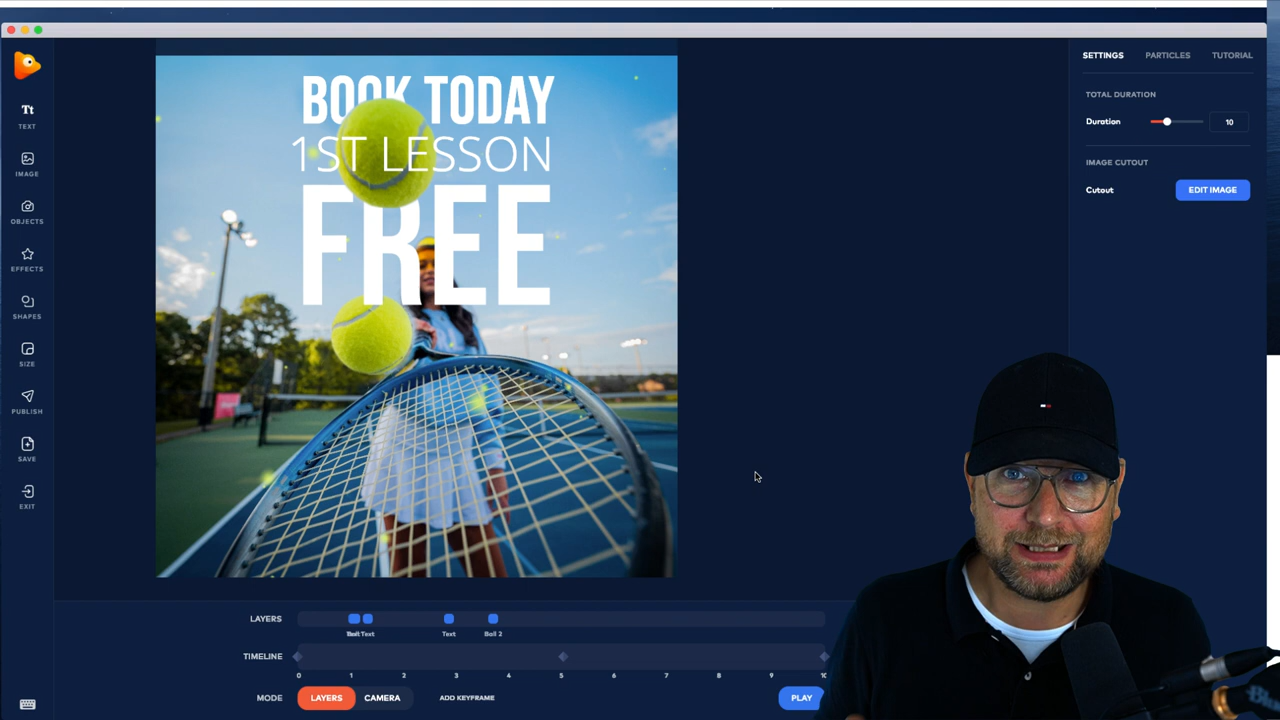 SETTINGS PARTICLES TUTORIAL
Tt
TEXT
IMAGE
OBJECTS
EFFECTS
SHAPES
SIZE
PUBLISH
SAVE
EXIT
BOOK TODAY
1ST LESSON
FREE
TOTAL DURATION
Duration 10
IMAGE CUTOUT
Cutout EDIT IMAGE
LAYERS
Text Text Ball 2
TIMELINE
0 1 2 3 4 5 6 7 8 9 10
MODE LAYERS CAMERA ADD KEYFRAME PLAY